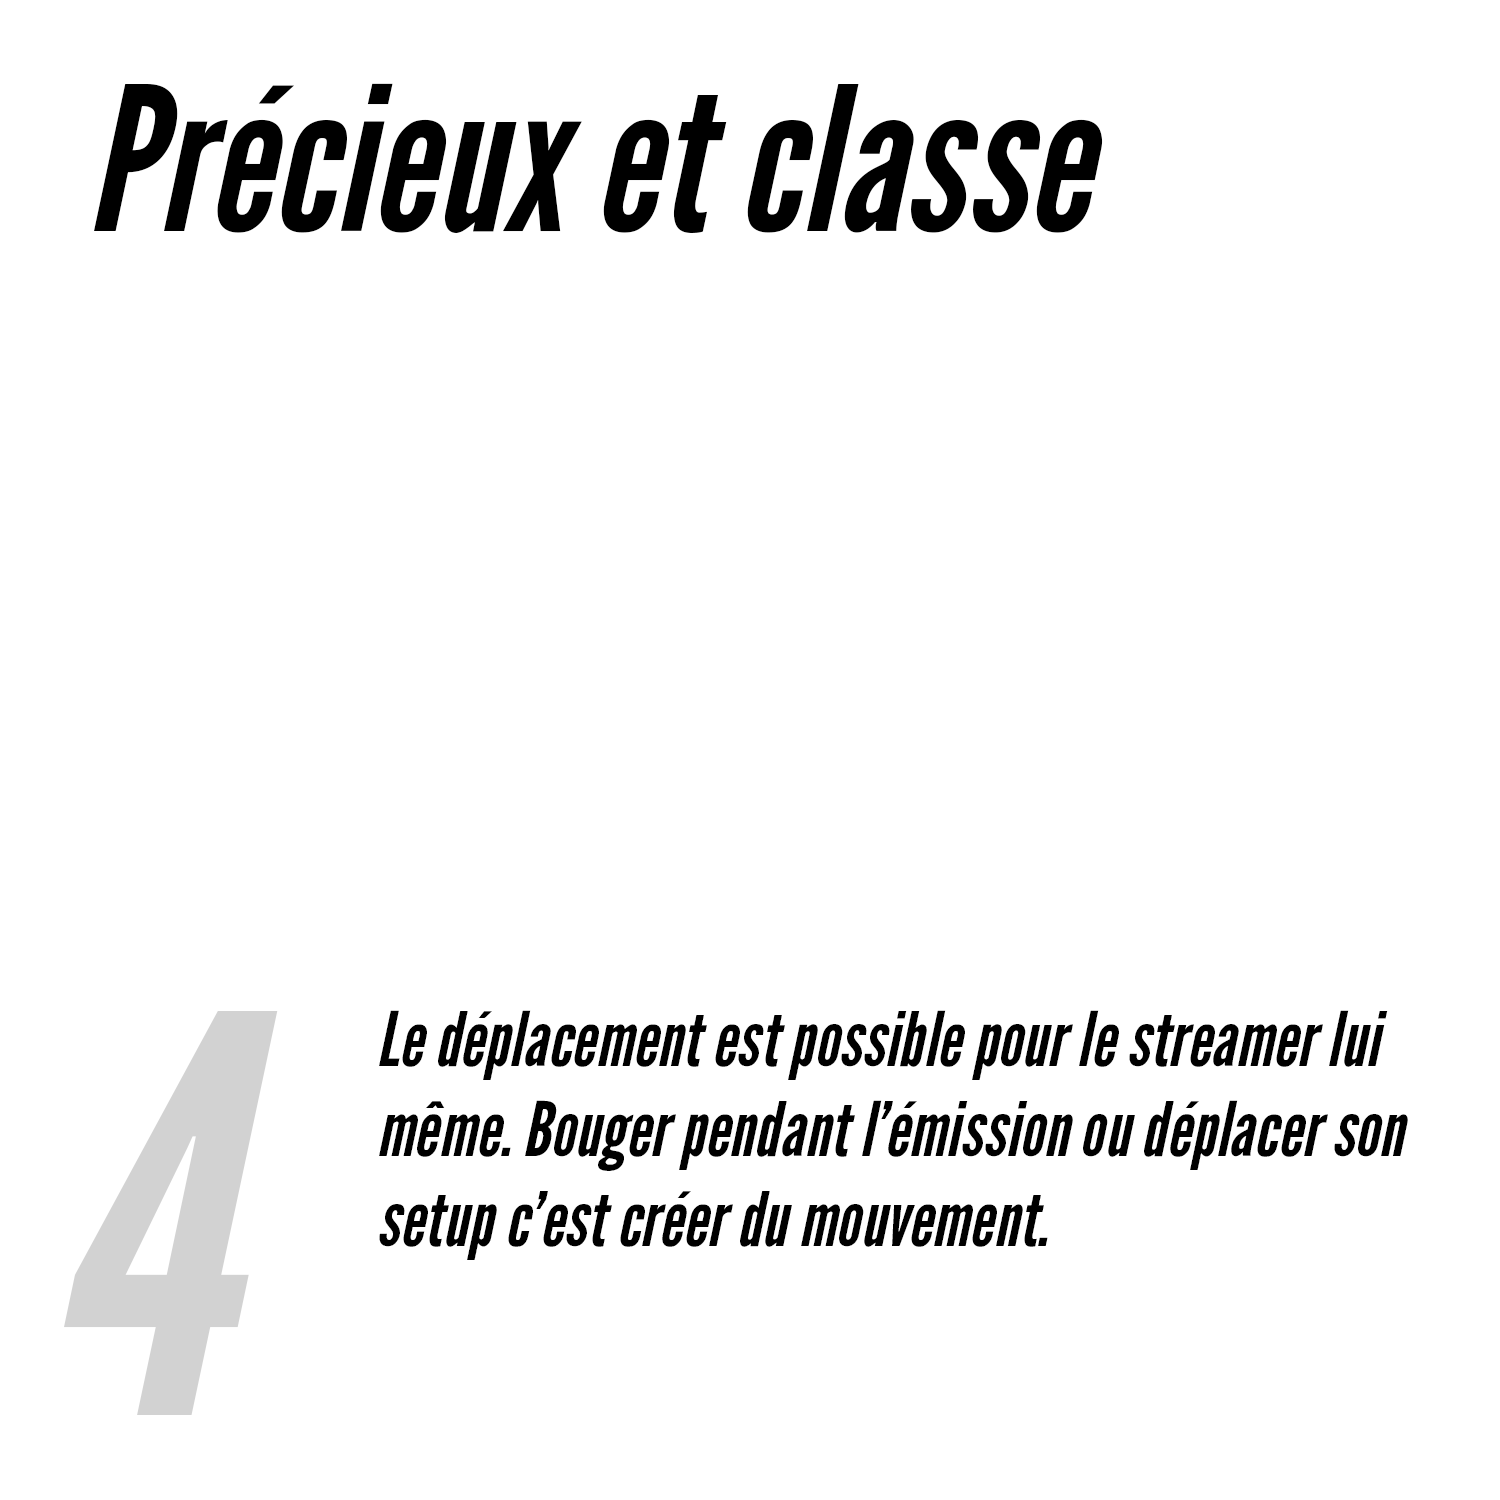 Précieux et classe
4
Le déplacement est possible pour le streamer lui
même. Bouger pendant l’émission ou déplacer son
setup c’est créer du mouvement.